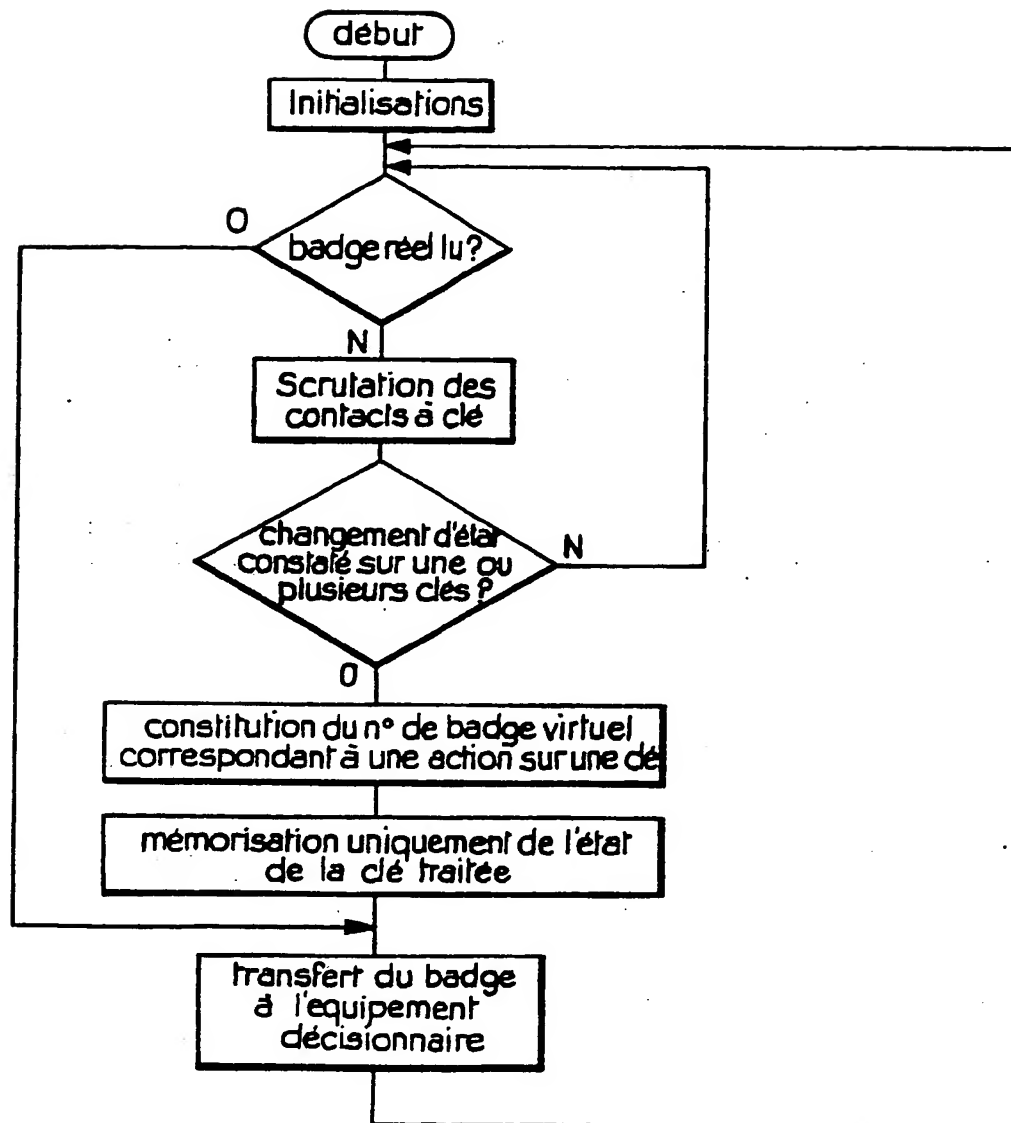 début
Initialisations
O
badge réel lu?
N
Scrutation des
contacts à clé
changement d'état
constaté sur une ou
plusieurs clés ?
N
O
constitution du n° de badge virtuel
correspondant à une action sur une clé
mémorisation uniquement de l'état
de la clé traitée
transfert du badge
à l'equipement
décisionnaire